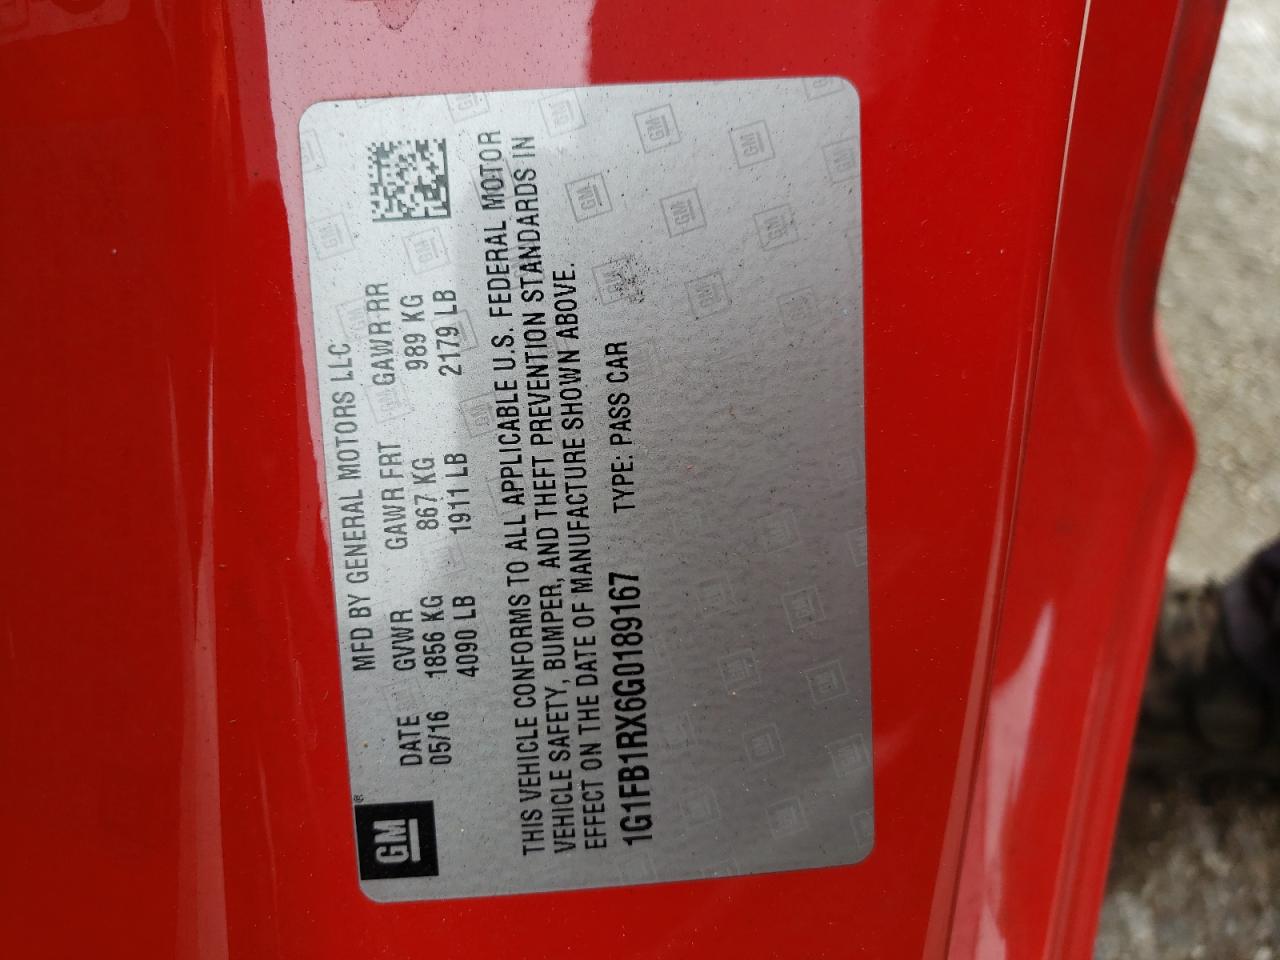 GM®
MFD BY GENERAL MOTORS LLC
DATE GVWR GAWR FRT GAWR RR
05/16 1856 KG 867 KG 989 KG
4090 LB 1911 LB 2179 LB
THIS VEHICLE CONFORMS TO ALL APPLICABLE U.S. FEDERAL MOTOR
VEHICLE SAFETY, BUMPER, AND THEFT PREVENTION STANDARDS IN
EFFECT ON THE DATE OF MANUFACTURE SHOWN ABOVE.
1G1FB1RX6G0189167 TYPE: PASS CAR